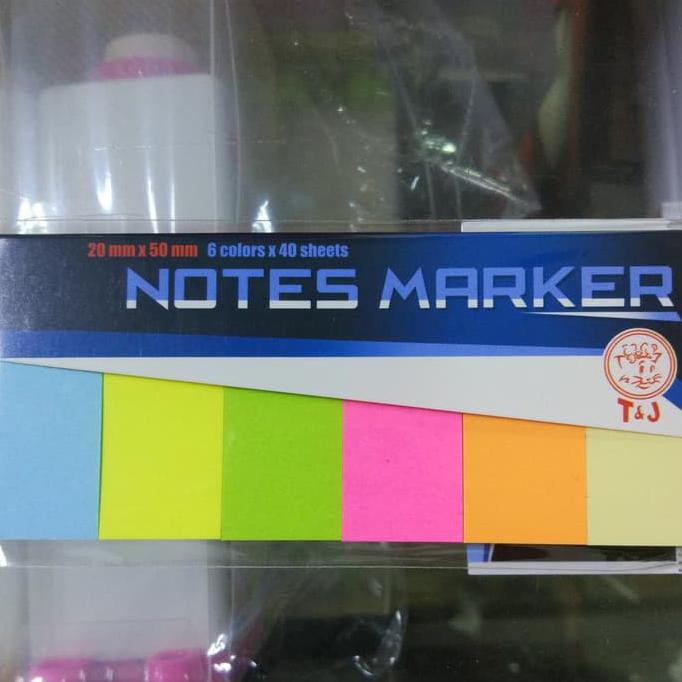 20 mm x 50 mm 6 colors x 40 sheets
NOTES MARKER
T&J